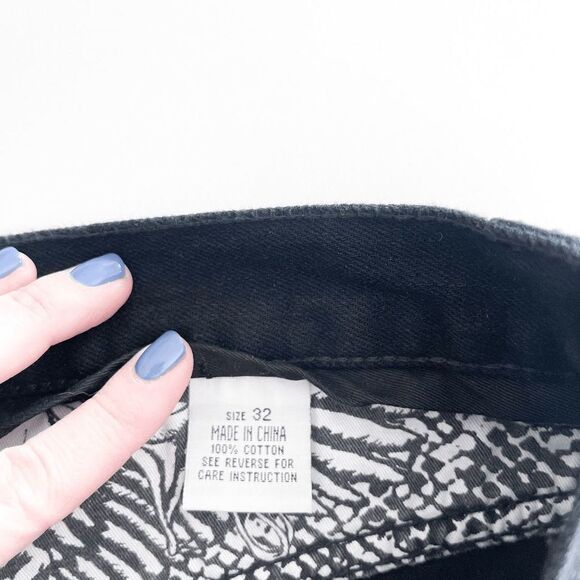 SIZE 32
MADE IN CHINA
100% COTTON
SEE REVERSE FOR
CARE INSTRUCTION